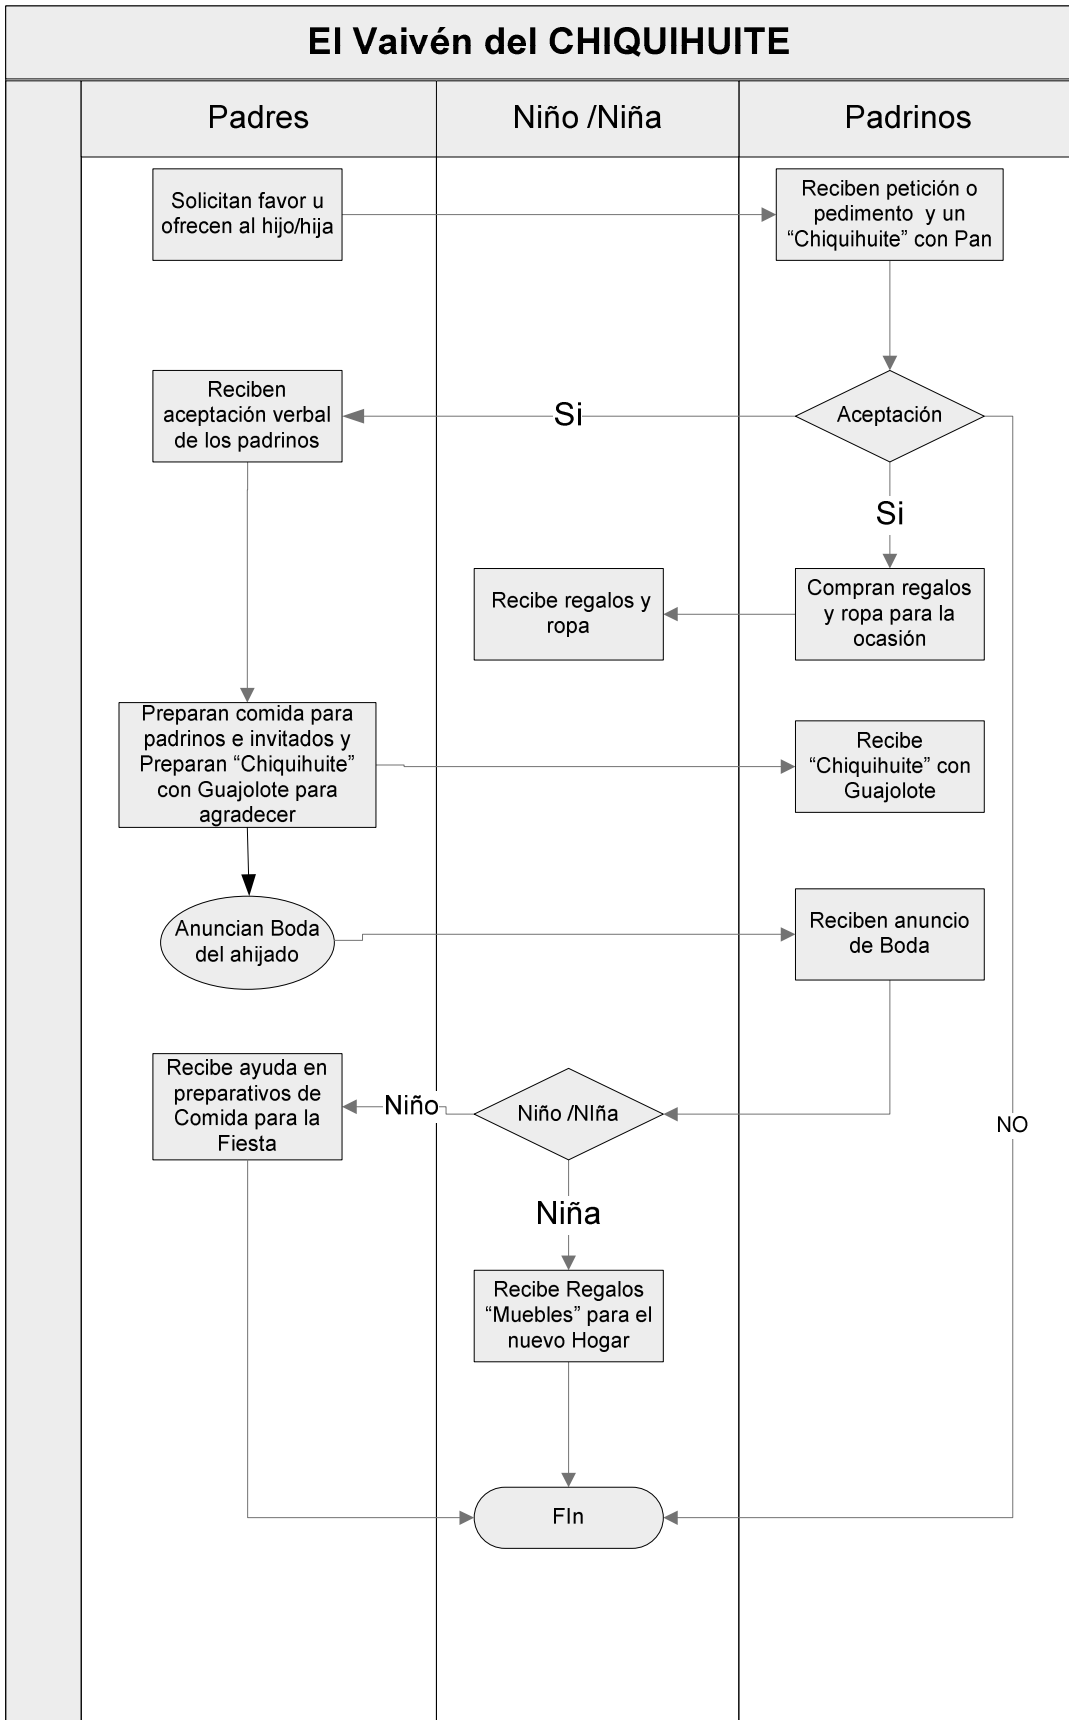 El Vaivén del CHIQUIHUITE
Padres
Niño /Niña
Padrinos
Solicitan favor u
ofrecen al hijo/hija
Reciben petición o
pedimento y un
“Chiquihuite” con Pan
Reciben
aceptación verbal
de los padrinos
Si
Aceptación
Si
Recibe regalos y
ropa
Compran regalos
y ropa para la
ocasión
Preparan comida para
padrinos e invitados y
Preparan “Chiquihuite”
con Guajolote para
agradecer
Recibe
“Chiquihuite” con
Guajolote
Anuncian Boda
del ahijado
Reciben anuncio
de Boda
Recibe ayuda en
preparativos de
Comida para la
Fiesta
Niño
Niño /NIña
NO
Niña
Recibe Regalos
“Muebles” para el
nuevo Hogar
FIn